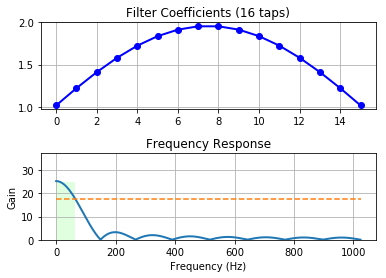 Filter Coefficients (16 taps)
2.0
1.5
1.0
0 2 4 6 8 10 12 14
Frequency Response
30
20
10
0
Gain
0 200 400 600 800 1000
Frequency (Hz)